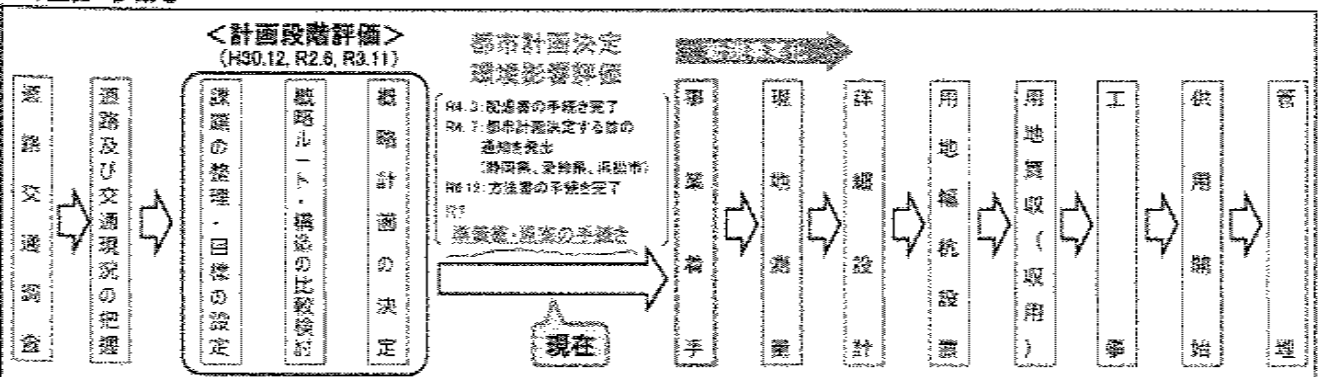 道路交通調査
道路及び交通現況の把握
<計画段階評価>
(H30.12, R2.6, R3.11)
課題の整理・目標の設定
概略ルート・構造の比較検討
概略計画の決定
都市計画決定
環境影響評価
R4.3:配慮書の手続き完了
R4.7:都市計画決定する旨の
通知を発出
(静岡県、愛知県、浜松市)
R6.12:方法書の手続き完了
R7
準備書・原案の手続き
現在
事業着手
現地測量
詳細設計
用地幅杭設置
用地買収(収用)
工事
供用開始
管理